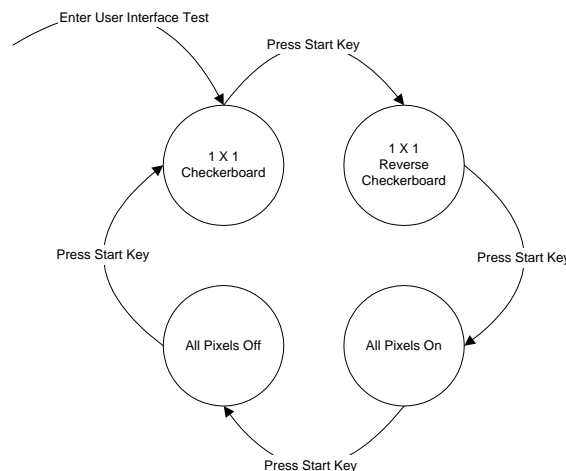 Enter User Interface Test
Press Start Key
1 X 1
Checkerboard
1 X 1
Reverse
Checkerboard
Press Start Key
Press Start Key
All Pixels Off
All Pixels On
Press Start Key